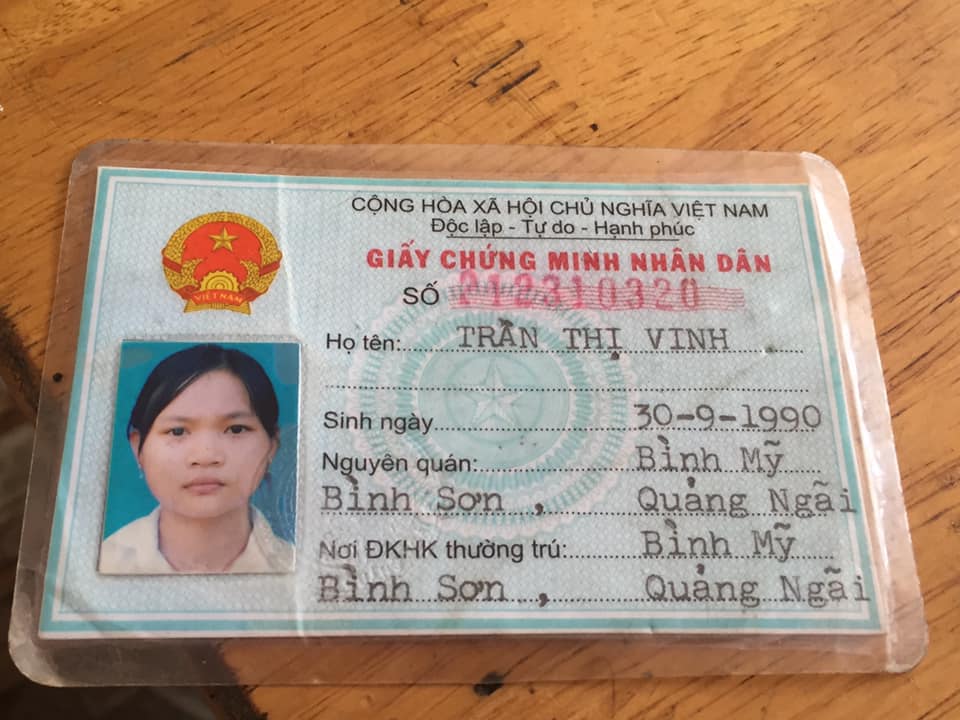 CỘNG HÒA XÃ HỘI CHỦ NGHĨA VIỆT NAM
Độc lập - Tự do - Hạnh phúc
GIẤY CHỨNG MINH NHÂN DÂN
SỐ 212310320
VIỆT NAM
Họ tên: TRẦN THỊ VINH
Sinh ngày 30-9-1990
Nguyên quán: Bình Mỹ
Bình Sơn , Quảng Ngãi
Nơi ĐKHK thường trú: Bình Mỹ
Bình Sơn , Quảng Ngãi